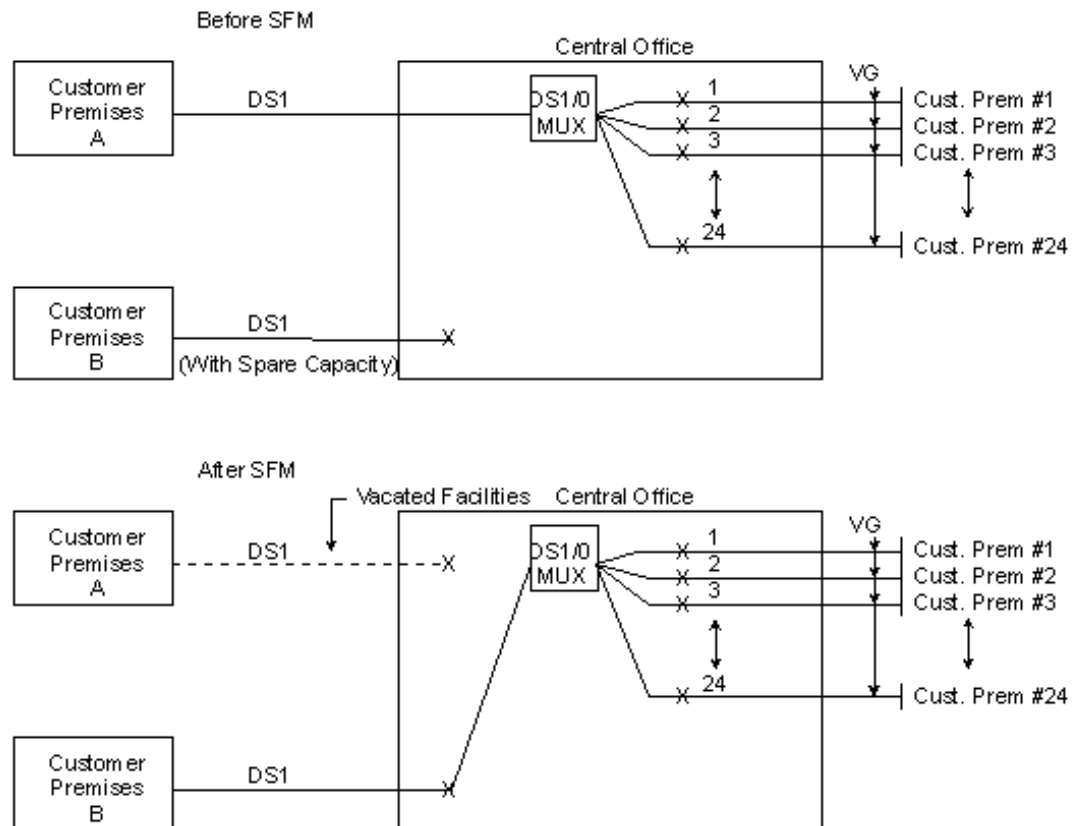 Before SFM
Central Office
Customer
Premises
A
DS1
DS1/0
MUX
1
2
3
24
VG
Cust. Prem #1
Cust. Prem #2
Cust. Prem #3
Cust. Prem #24
X
X
X
X
Customer
Premises
B
DS1
(With Spare Capacity)
X
After SFM
Vacated Facilities
Central Office
Customer
Premises
A
DS1
X
DS1/0
MUX
1
2
3
24
VG
Cust. Prem #1
Cust. Prem #2
Cust. Prem #3
Cust. Prem #24
X
X
X
X
Customer
Premises
B
DS1
X